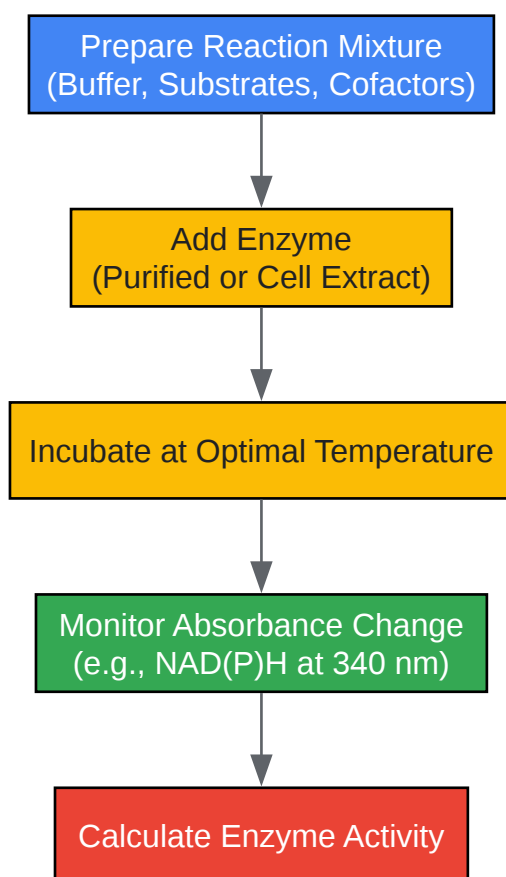 Prepare Reaction Mixture
(Buffer, Substrates, Cofactors)
Add Enzyme
(Purified or Cell Extract)
Incubate at Optimal Temperature
Monitor Absorbance Change
(e.g., NAD(P)H at 340 nm)
Calculate Enzyme Activity